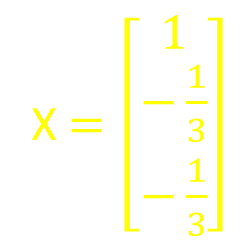 X = [1
-1/3
-1/3]